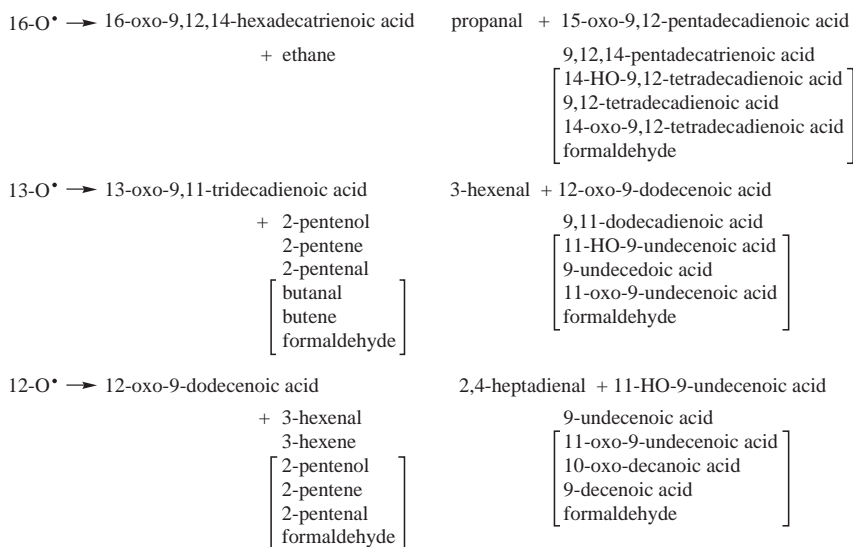 16-O• → 16-oxo-9,12,14-hexadecatrienoic acid propanal + 15-oxo-9,12-pentadecadienoic acid
+ ethane 9,12,14-pentadecatrienoic acid
14-HO-9,12-tetradecadienoic acid
9,12-tetradecadienoic acid
14-oxo-9,12-tetradecadienoic acid
formaldehyde
13-O• → 13-oxo-9,11-tridecadienoic acid 3-hexenal + 12-oxo-9-dodecenoic acid
+ 2-pentenol 9,11-dodecadienoic acid
2-pentene 11-HO-9-undecenoic acid
2-pentenal 9-undecedoic acid
butanal 11-oxo-9-undecenoic acid
butene formaldehyde
formaldehyde
12-O• → 12-oxo-9-dodecenoic acid 2,4-heptadienal + 11-HO-9-undecenoic acid
+ 3-hexenal 9-undecenoic acid
3-hexene 11-oxo-9-undecenoic acid
2-pentenol 10-oxo-decanoic acid
2-pentene 9-decenoic acid
2-pentenal formaldehyde
formaldehyde